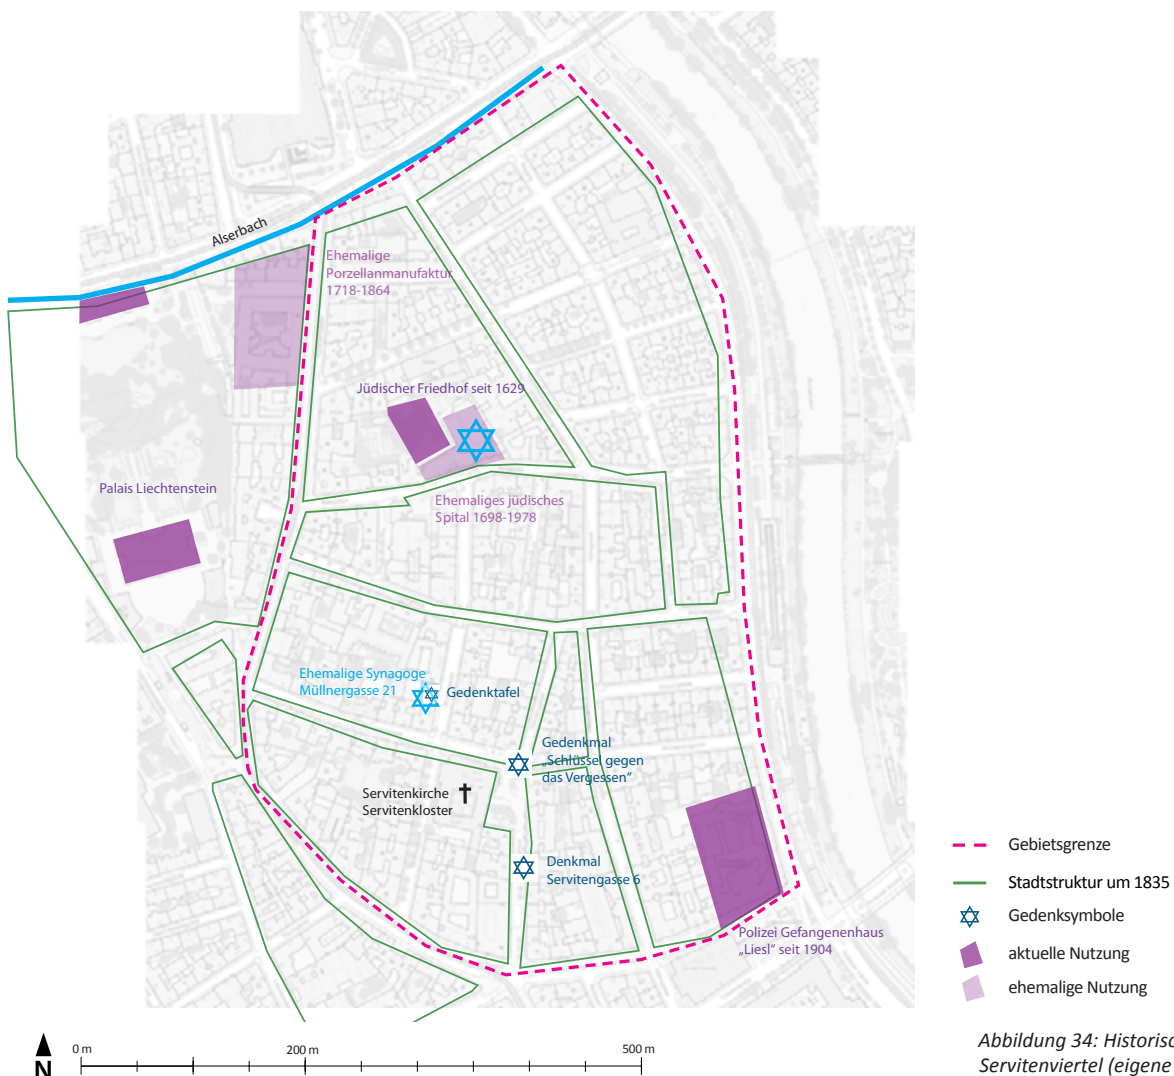 Alserbach
Ehemalige
Porzellanmanufaktur
1718-1864
Jüdischer Friedhof seit 1629
Palais Liechtenstein
Ehemaliges jüdisches
Spital 1698-1978
Ehemalige Synagoge
Müllnergasse 21
Gedenktafel
Gedenkmal
„Schlüssel gegen
das Vergessen“
Servitenkirche
Servitenkloster
Denkmal
Servitengasse 6
Polizei Gefangenenhaus
„Liesl“ seit 1904
Gebietsgrenze
Stadtstruktur um 1835
Gedenksymbole
aktuelle Nutzung
ehemalige Nutzung
N
0 m
200 m
500 m
Abbildung 34: Historisc
Servitenviertel (eigene